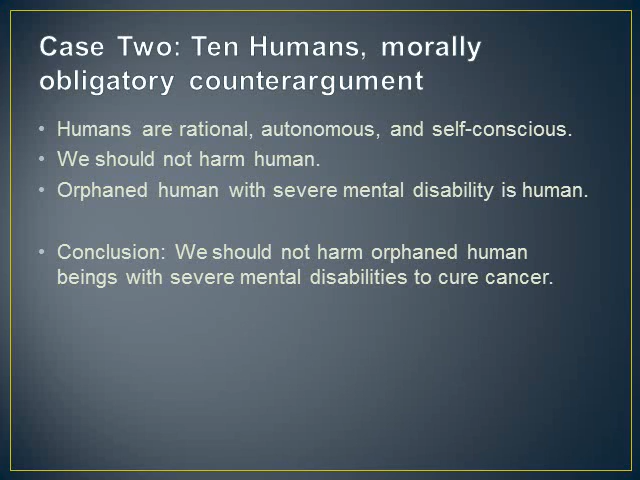 Case Two: Ten Humans, morally
obligatory counterargument
• Humans are rational, autonomous, and self-conscious.
• We should not harm human.
• Orphaned human with severe mental disability is human.
• Conclusion: We should not harm orphaned human
beings with severe mental disabilities to cure cancer.